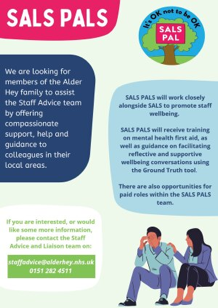 SALS PALS
It's OK not to be OK
SALS
PAL
We are looking for
members of the Alder
Hey family to assist
the Staff Advice team
by offering
compassionate
support, help and
guidance to
colleagues in their
local areas.
SALS PALS will work closely
alongside SALS to promote staff
wellbeing.
SALS PALS will receive training
on mental health first aid, as
well as guidance on facilitating
reflective and supportive
wellbeing conversations using
the Ground Truth tool.
There are also opportunities for
paid roles within the SALS PALS
team.
If you are interested, or would
like some more information,
please contact the Staff
Advice and Liaison team on:
staffadvice@alderhey.nhs.uk
0151 282 4511